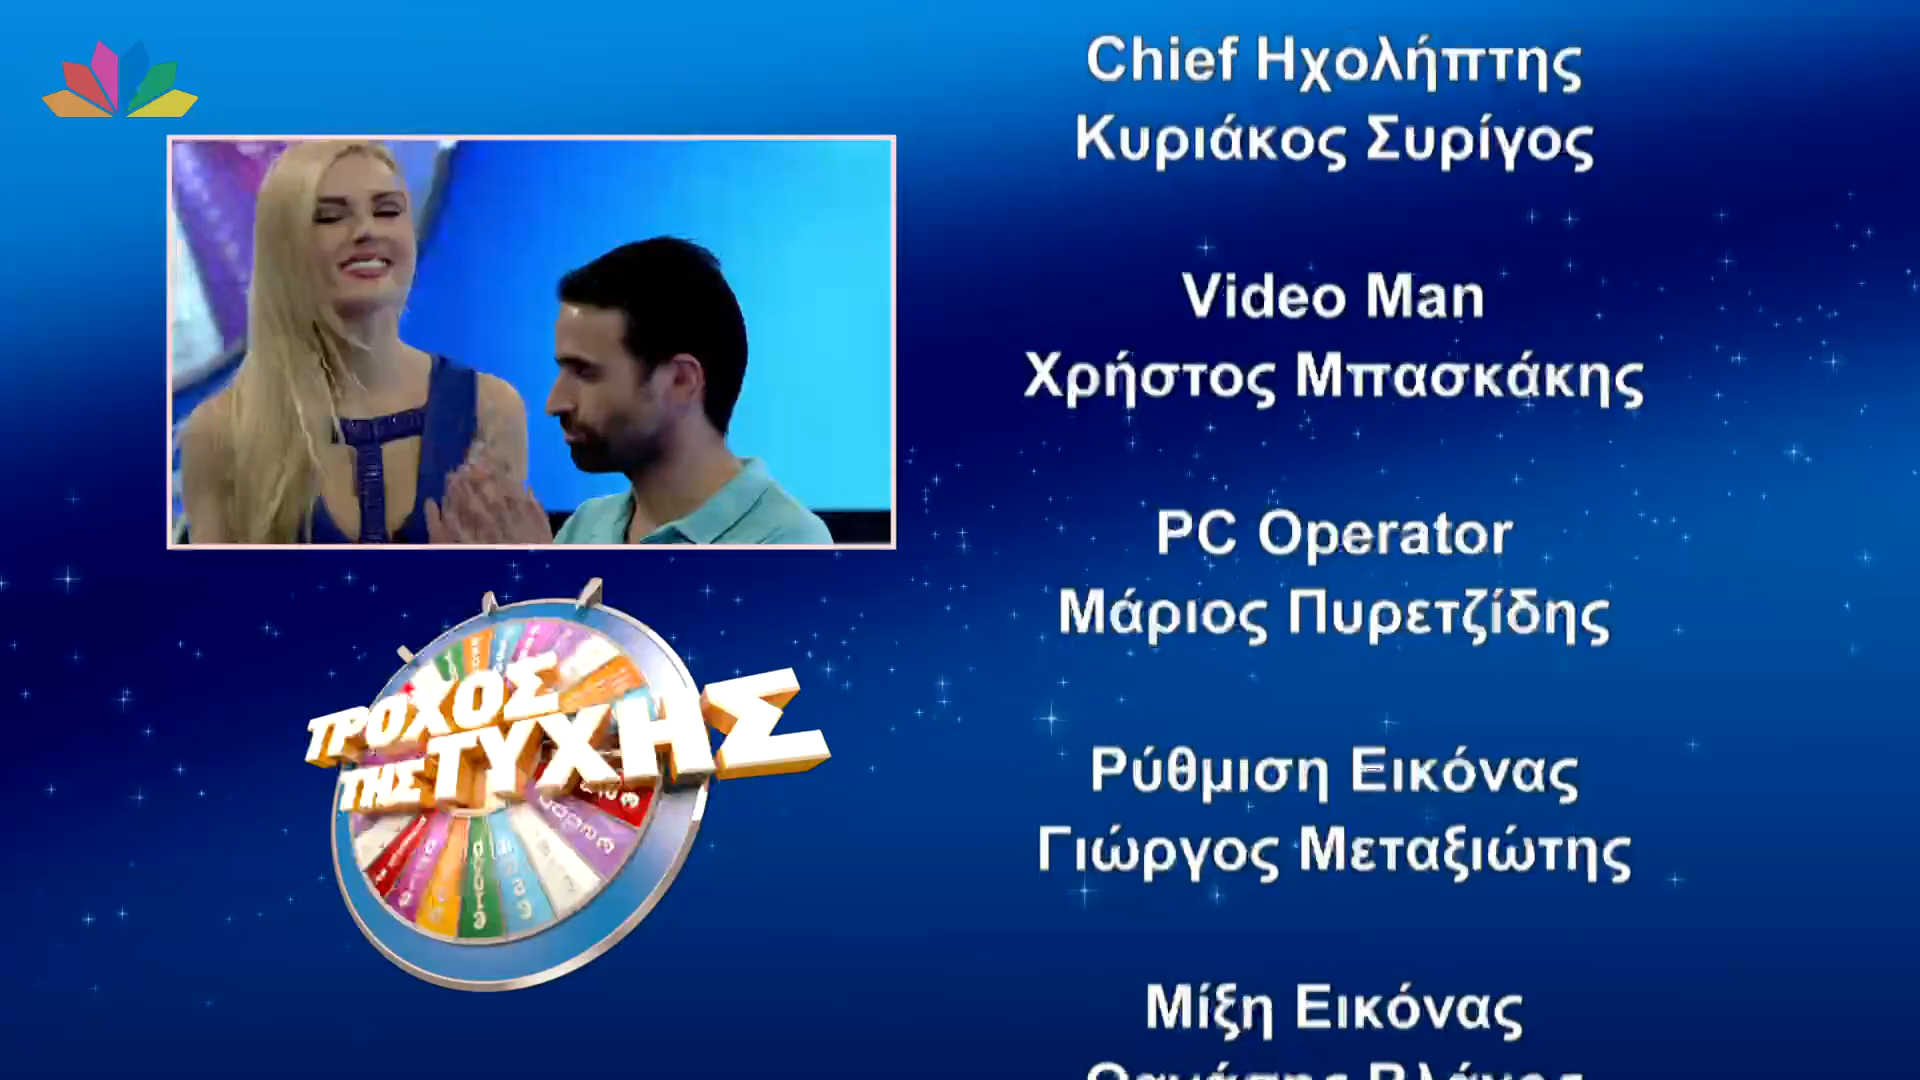 Chief Ηχολήπτης
Κυριάκος Συρίγος
Video Man
Χρήστος Μπασκάκης
PC Operator
Μάριος Πυρετζίδης
Ρύθμιση Εικόνας
Γιώργος Μεταξιώτης
Μίξη Εικόνας
ΤΡΟΧΟΣ
ΤΗΣ ΤΥΧΗΣ